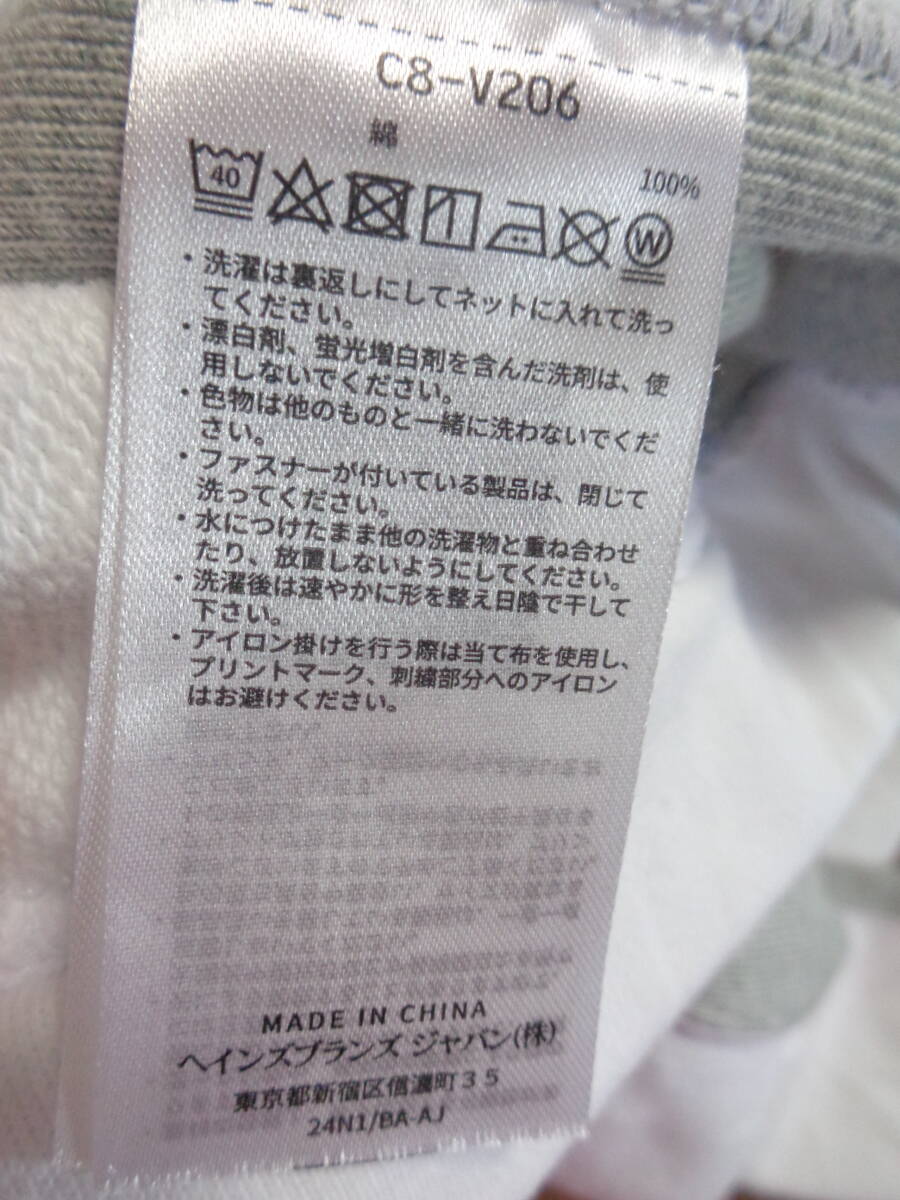 C8-V206
綿
100%
40
W
・洗濯は裏返しにしてネットに入れて洗っ
てください。
・漂白剤、蛍光増白剤を含んだ洗剤は、使
用しないでください。
・色物は他のものと一緒に洗わないでくだ
さい。
・ファスナーが付いている製品は、閉じて
洗ってください。
・水につけたまま他の洗濯物と重ね合わせ
たり、放置しないようにしてください。
・洗濯後は速やかに形を整え日陰で干して
下さい。
・アイロン掛けを行う際は当て布を使用し、
プリントマーク、刺繍部分へのアイロン
はお避けください。
MADE IN CHINA
ヘインズブランズ ジャパン(株)
東京都新宿区信濃町35
24N1/BA-AJ